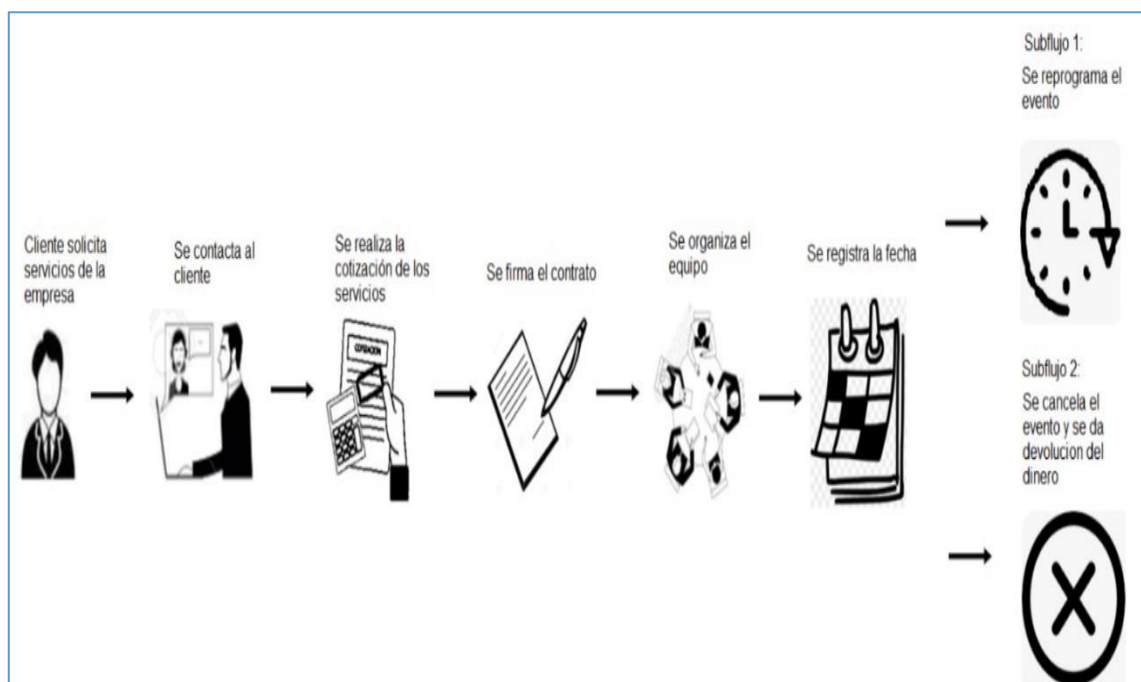 Cliente solicita
servicios de la
empresa
Se contacta al
cliente
Se realiza la
cotización de los
servicios
COTIZACIÓN
Se firma el contrato
Se organiza el
equipo
Se registra la fecha
Subflujo 1:
Se reprograma el
evento
Subflujo 2:
Se cancela el
evento y se da
devolucion del
dinero